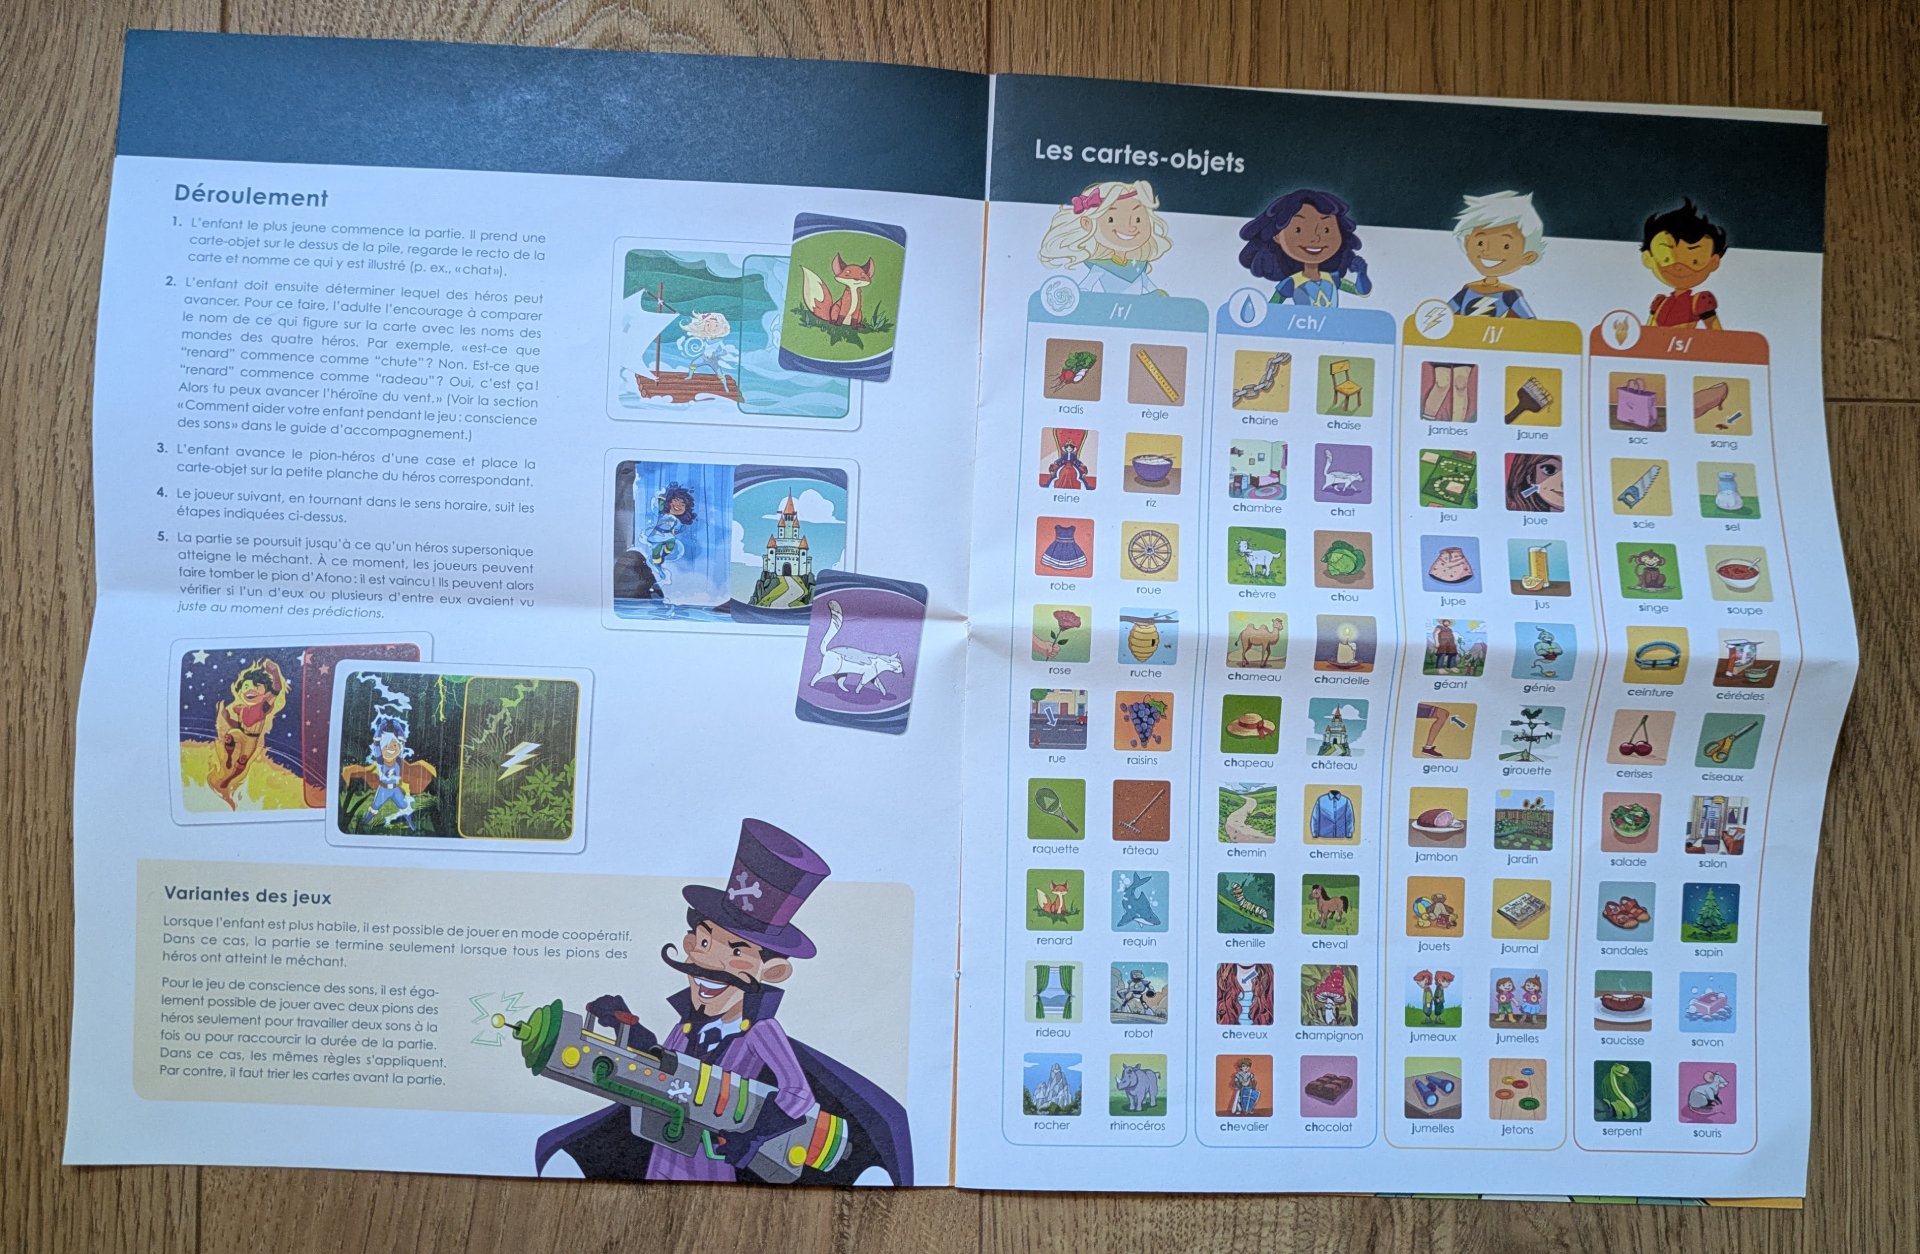 Déroulement
1. L'enfant le plus jeune commence la partie. Il prend une
carte-objet sur le dessus de la pile, regarde le recto de la
carte et nomme ce qui y est illustré (p. ex., «chat»).
2. L'enfant doit ensuite déterminer lequel des héros peut
avancer. Pour ce faire, l'adulte l'encourage à comparer
le nom de ce qui figure sur la carte avec les noms des
mondes des quatre héros. Par exemple, «est-ce que
"renard" commence comme "chute"? Non. Est-ce que
"renard" commence comme "radeau"? Oui, c'est ça!
Alors tu peux avancer l'héroïne du vent.» (Voir la section
«Comment aider votre enfant pendant le jeu : conscience
des sons» dans le guide d'accompagnement.)
3. L'enfant avance le pion-héros d'une case et place la
carte-objet sur la petite planche du héros correspondant.
4. Le joueur suivant, en tournant dans le sens horaire, suit les
étapes indiquées ci-dessus.
5. La partie se poursuit jusqu'à ce qu'un héros supersonique
atteigne le méchant. À ce moment, les joueurs peuvent
faire tomber le pion d'Afono : il est vaincu! Ils peuvent alors
vérifier si l'un d'eux ou plusieurs d'entre eux avaient vu
juste au moment des prédictions.
Variantes des jeux
Lorsque l'enfant est plus habile, il est possible de jouer en mode coopératif.
Dans ce cas, la partie se termine seulement lorsque tous les pions des
héros ont atteint le méchant.
Pour le jeu de conscience des sons, il est éga-
lement possible de jouer avec deux pions des
héros seulement pour travailler deux sons à la
fois ou pour raccourcir la durée de la partie.
Dans ce cas, les mêmes règles s'appliquent.
Par contre, il faut trier les cartes avant la partie.
Les cartes-objets
/r/
radis règle
reine riz
robe roue
rose ruche
rue raisins
raquette râteau
renard requin
rideau robot
rocher rhinocéros
/ch/
chaine chaise
chambre chat
chèvre chou
chameau chandelle
chapeau château
chemin chemise
chenille cheval
cheveux champignon
chevalier chocolat
/j/
jambes jaune
jeu joue
jupe jus
géant génie
genou girouette
jambon jardin
jouets journal
jumeaux jumelles
jumelles jetons
/s/
sac sang
scie sel
singe soupe
ceinture céréales
cerises ciseaux
salade salon
sandales sapin
saucisse savon
serpent souris